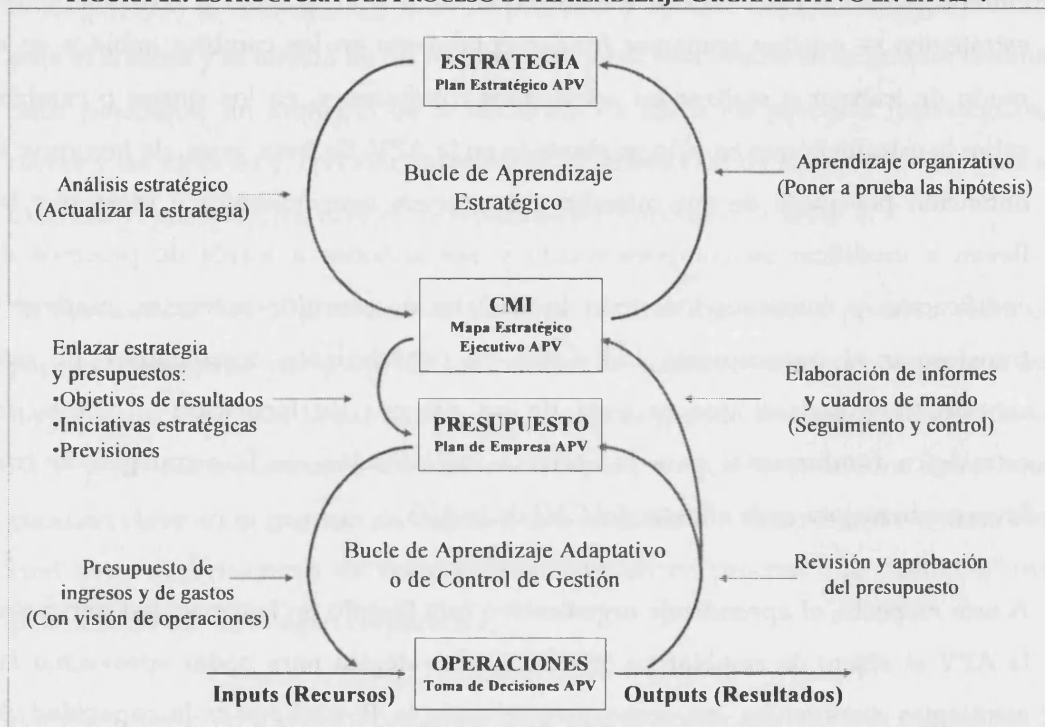 ESTRATEGIA
Plan Estratégico APV
Análisis estratégico
(Actualizar la estrategia)
Bucle de Aprendizaje
Estratégico
Aprendizaje organizativo
(Poner a prueba las hipótesis)
CMI
Mapa Estratégico
Ejecutivo APV
Enlazar estrategia
y presupuestos:
•Objetivos de resultados
•Iniciativas estratégicas
•Previsiones
Elaboración de informes
y cuadros de mando
(Seguimiento y control)
PRESUPUESTO
Plan de Empresa APV
Presupuesto de
ingresos y de gastos
(Con visión de operaciones)
Bucle de Aprendizaje Adaptativo
o de Control de Gestión
Revisión y aprobación
del presupuesto
OPERACIONES
Toma de Decisiones APV
Inputs (Recursos)
Outputs (Resultados)